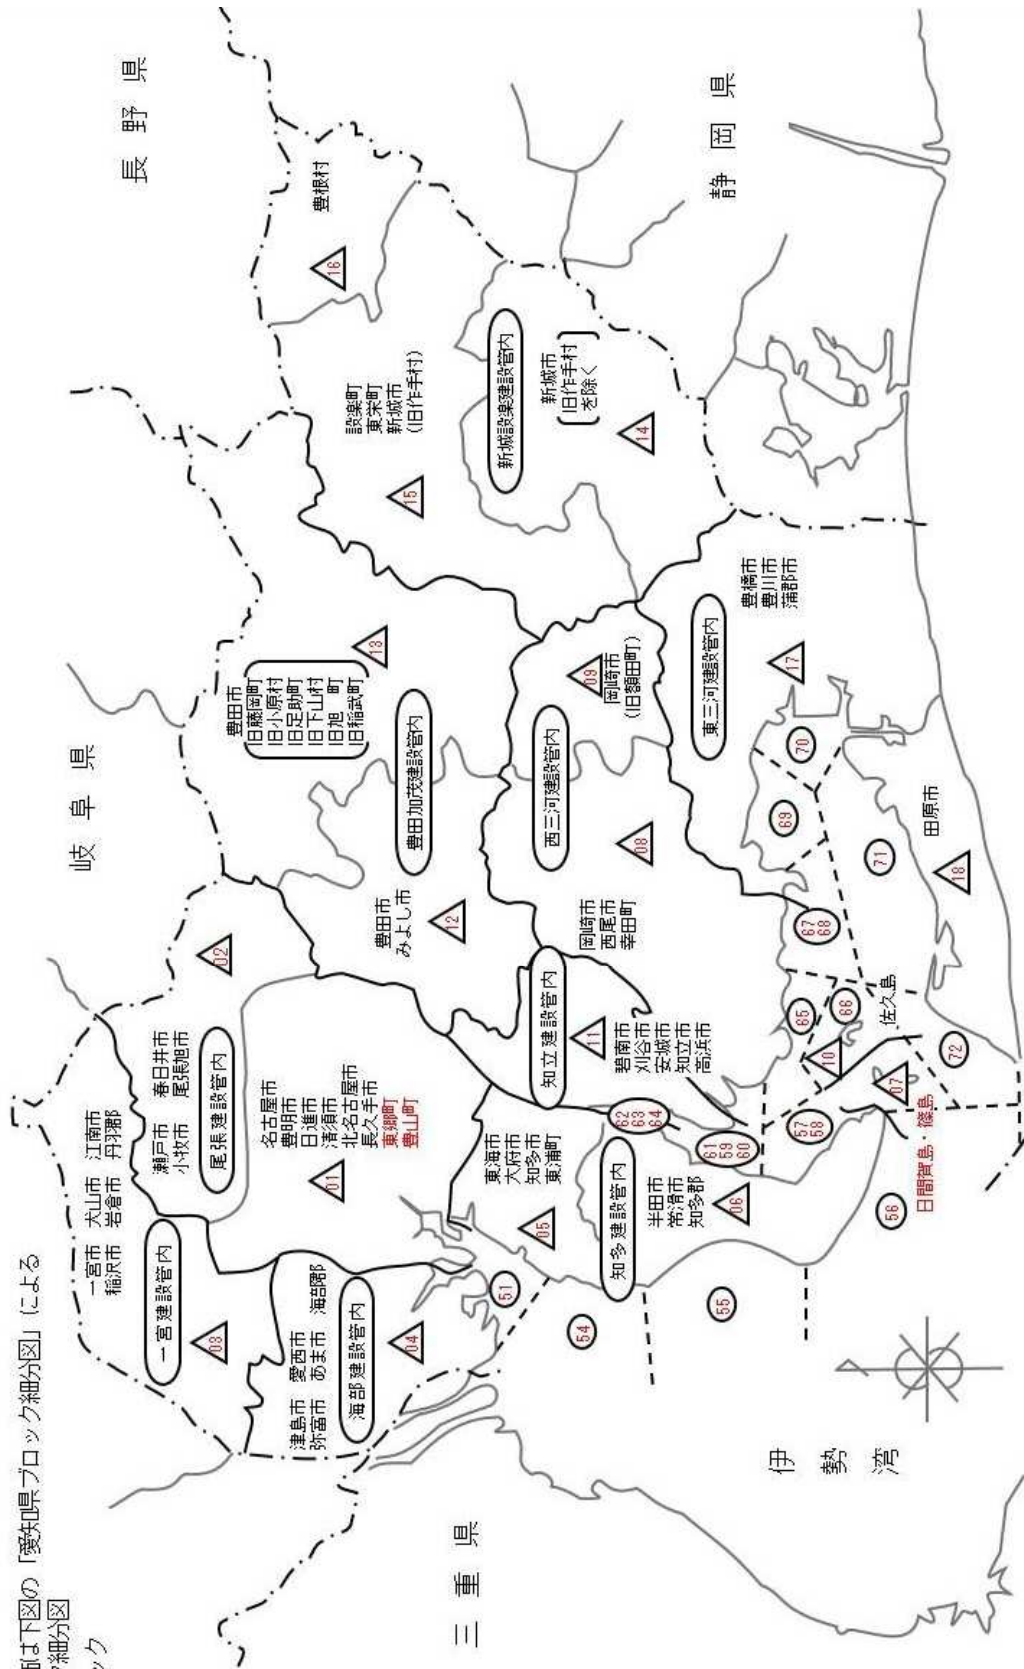 師は下図の「愛知県ブロック細分図」による
ク細分図
ック
長野県
岐阜県
静岡県
三重県
伊勢湾
一宮市 犬山市 江南市
稲沢市 岩倉市 丹羽郡
一宮建設管内
03
瀬戸市 春日井市
小牧市 尾張旭市
尾張建設管内
02
津島市 愛西市
弥富市 あま市 海部郡
海部建設管内
04
名古屋市
豊明市
日進市
清須市
北名古屋市
長久手市
東郷町
豊山町
01
東海市
大府市
知多市
東浦町
05
知多建設管内
半田市
常滑市
知多郡
06
豊田市
旧藤岡町
旧小原村
旧足助町
旧下山村
旧旭町
旧稲武町
13
豊田加茂建設管内
豊田市
みよし市
12
知立建設管内
11
碧南市
刈谷市
安城市
知立市
高浜市
西三河建設管内
岡崎市
西尾市
幸田町
08
09
岡崎市
(旧額田町)
豊根村
16
設楽町
東栄町
新城市
(旧作手村)
15
新城設楽建設管内
新城市
旧作手村
を除く
14
東三河建設管内
豊橋市
豊川市
蒲郡市
17
田原市
18
佐久島
10
07
日間賀島・篠島
51
54
55
56
57
58
61
59
60
62
63
64
65
66
67
68
69
70
71
72